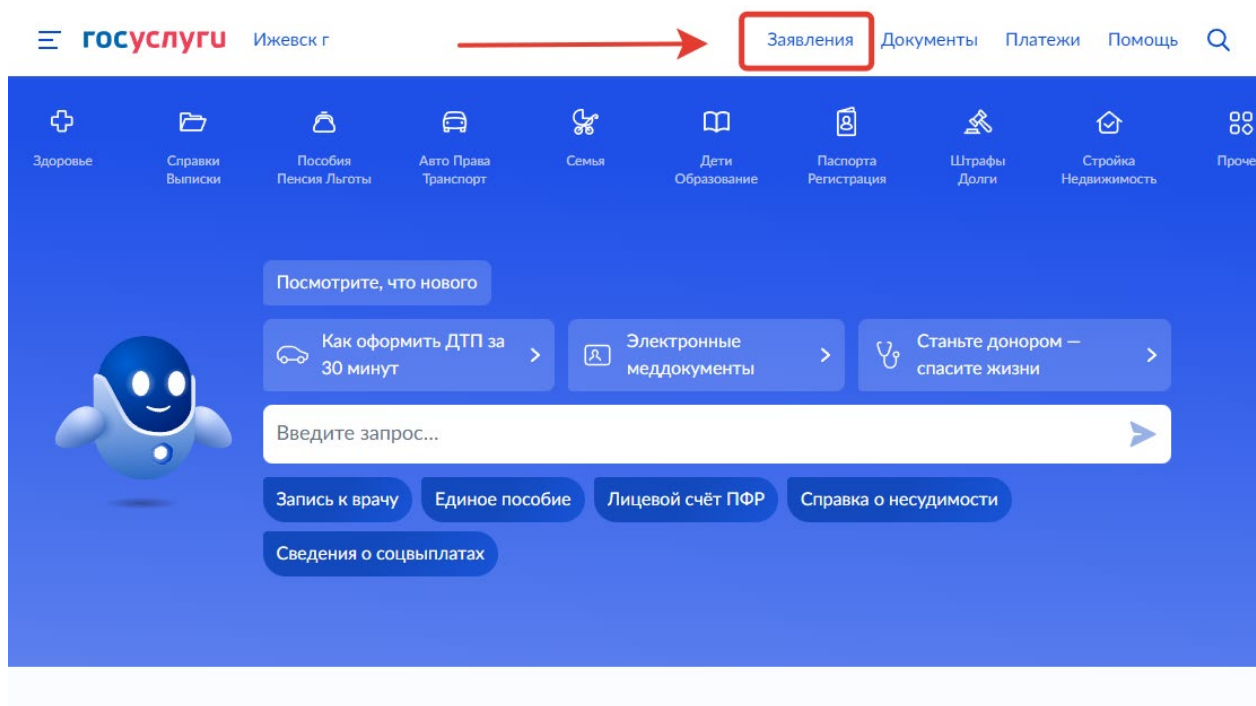 госуслуги Ижевск г Заявления Документы Платежи Помощь
Здоровье
Справки
Выписки
Пособия
Пенсия Льготы
Авто Права
Транспорт
Семья
Дети
Образование
Паспорта
Регистрация
Штрафы
Долги
Стройка
Недвижимость
Проче
Посмотрите, что нового
Как оформить ДТП за
30 минут
Электронные
меддокументы
Станьте донором —
спасите жизни
Введите запрос...
Запись к врачу Единое пособие Лицевой счёт ПФР Справка о несудимости
Сведения о соцвыплатах